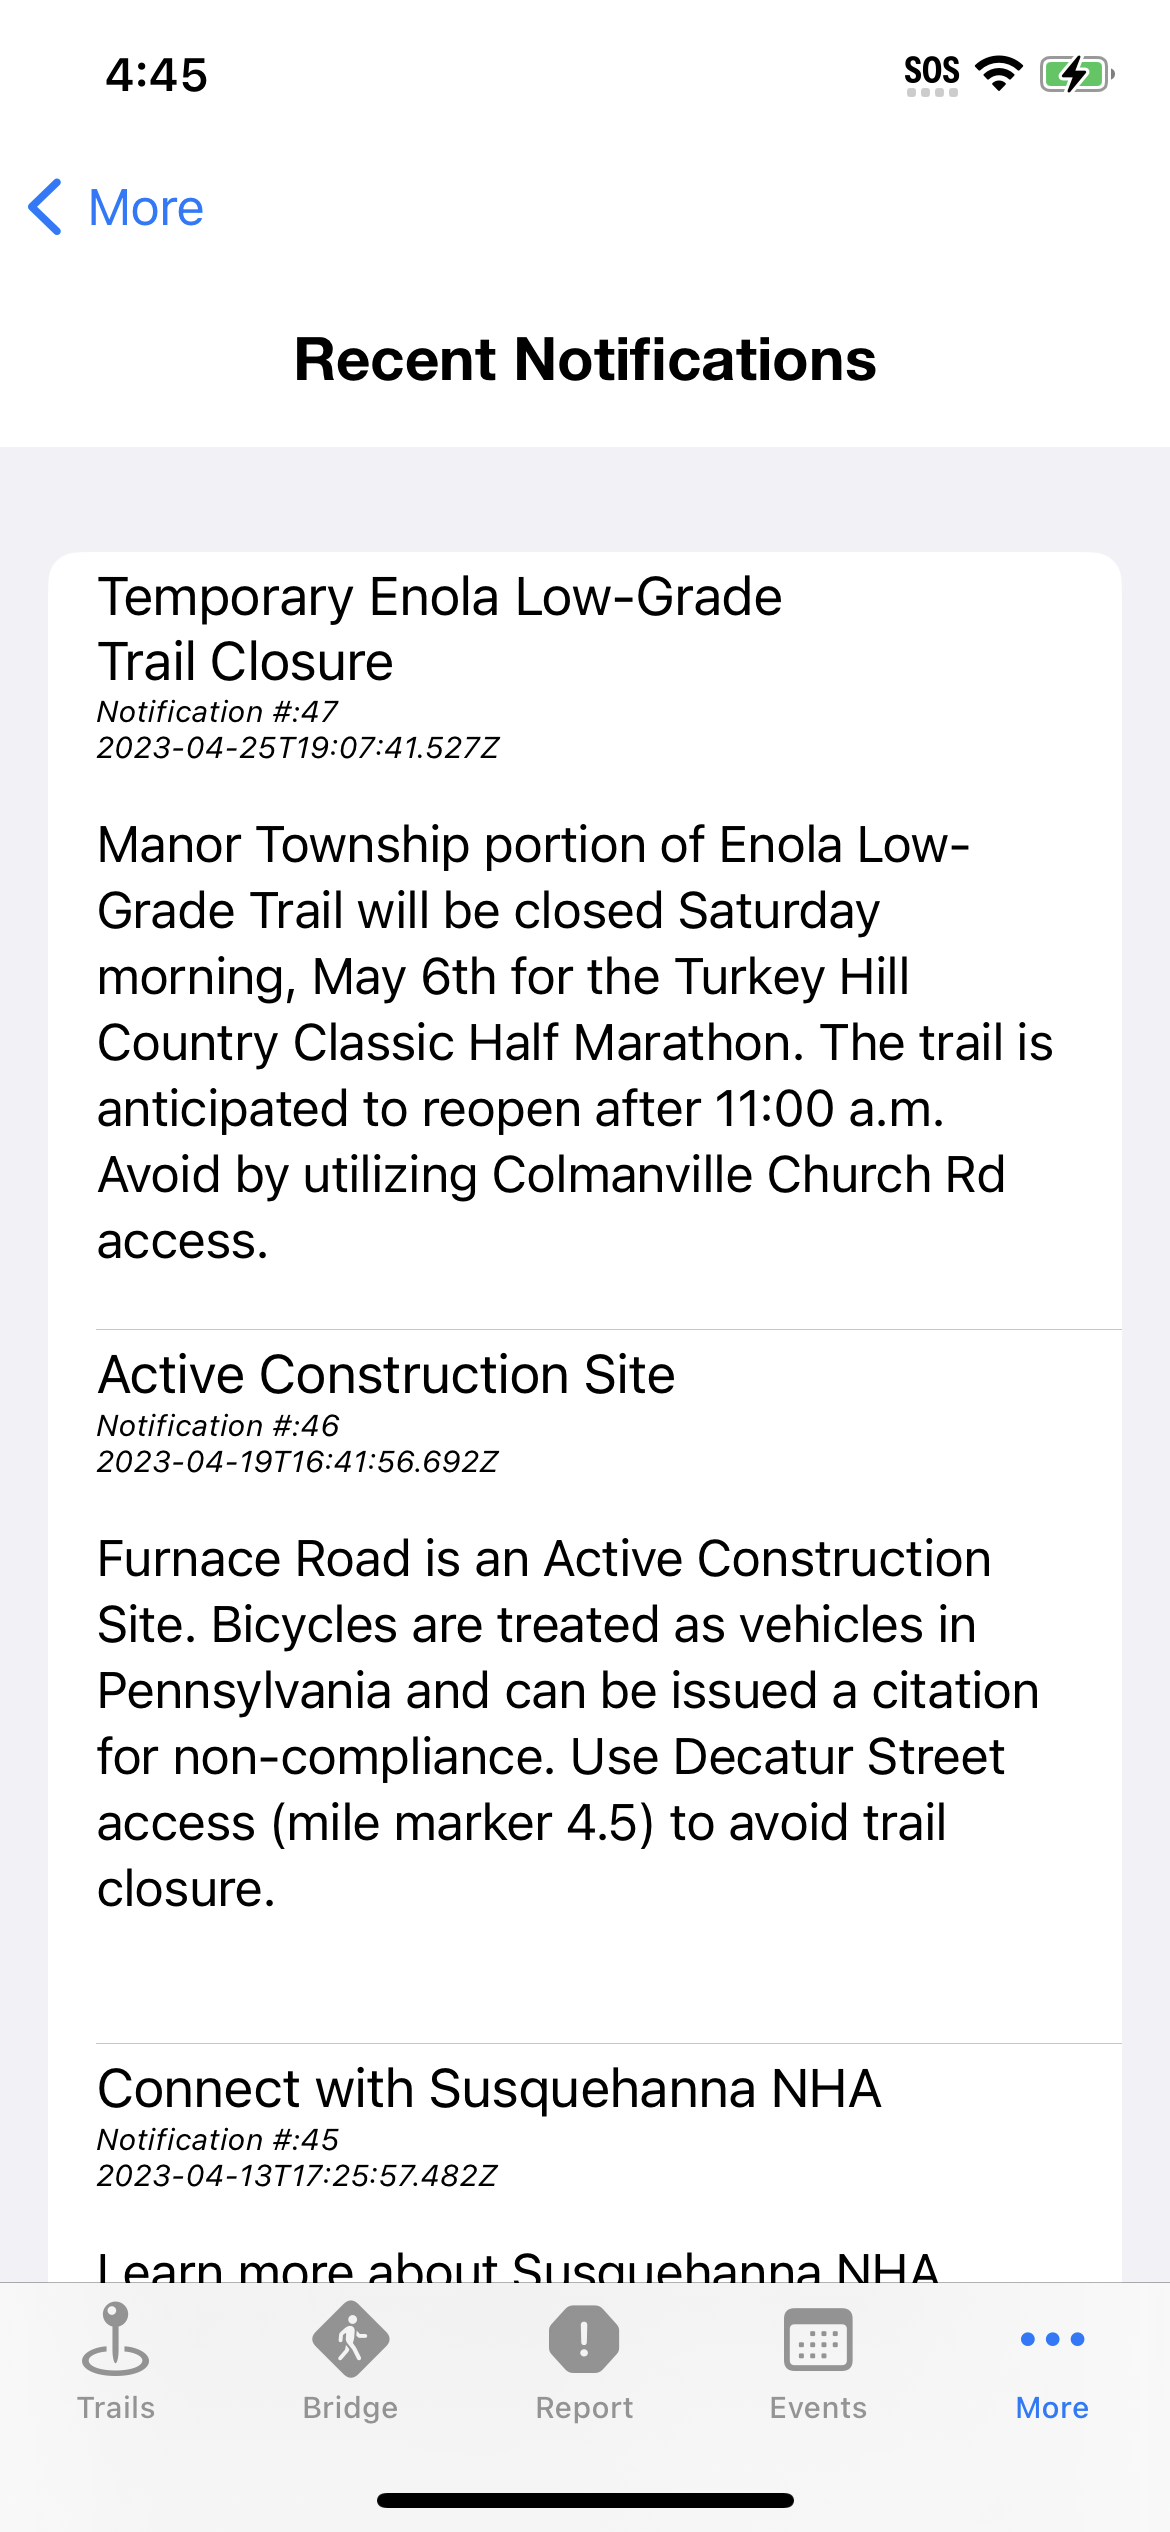 4:45
SOS
More
Recent Notifications
Temporary Enola Low-Grade
Trail Closure
Notification #:47
2023-04-25T19:07:41.527Z
Manor Township portion of Enola Low-
Grade Trail will be closed Saturday
morning, May 6th for the Turkey Hill
Country Classic Half Marathon. The trail is
anticipated to reopen after 11:00 a.m.
Avoid by utilizing Colmanville Church Rd
access.
Active Construction Site
Notification #:46
2023-04-19T16:41:56.692Z
Furnace Road is an Active Construction
Site. Bicycles are treated as vehicles in
Pennsylvania and can be issued a citation
for non-compliance. Use Decatur Street
access (mile marker 4.5) to avoid trail
closure.
Connect with Susquehanna NHA
Notification #:45
2023-04-13T17:25:57.482Z
Learn more about Susquehanna NHA
Trails
Bridge
Report
Events
More